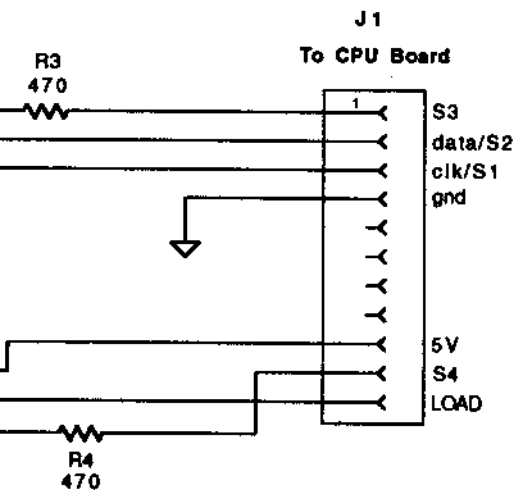 J1
To CPU Board
R3
470
1
S3
data/S2
clk/S1
gnd
5V
S4
LOAD
R4
470